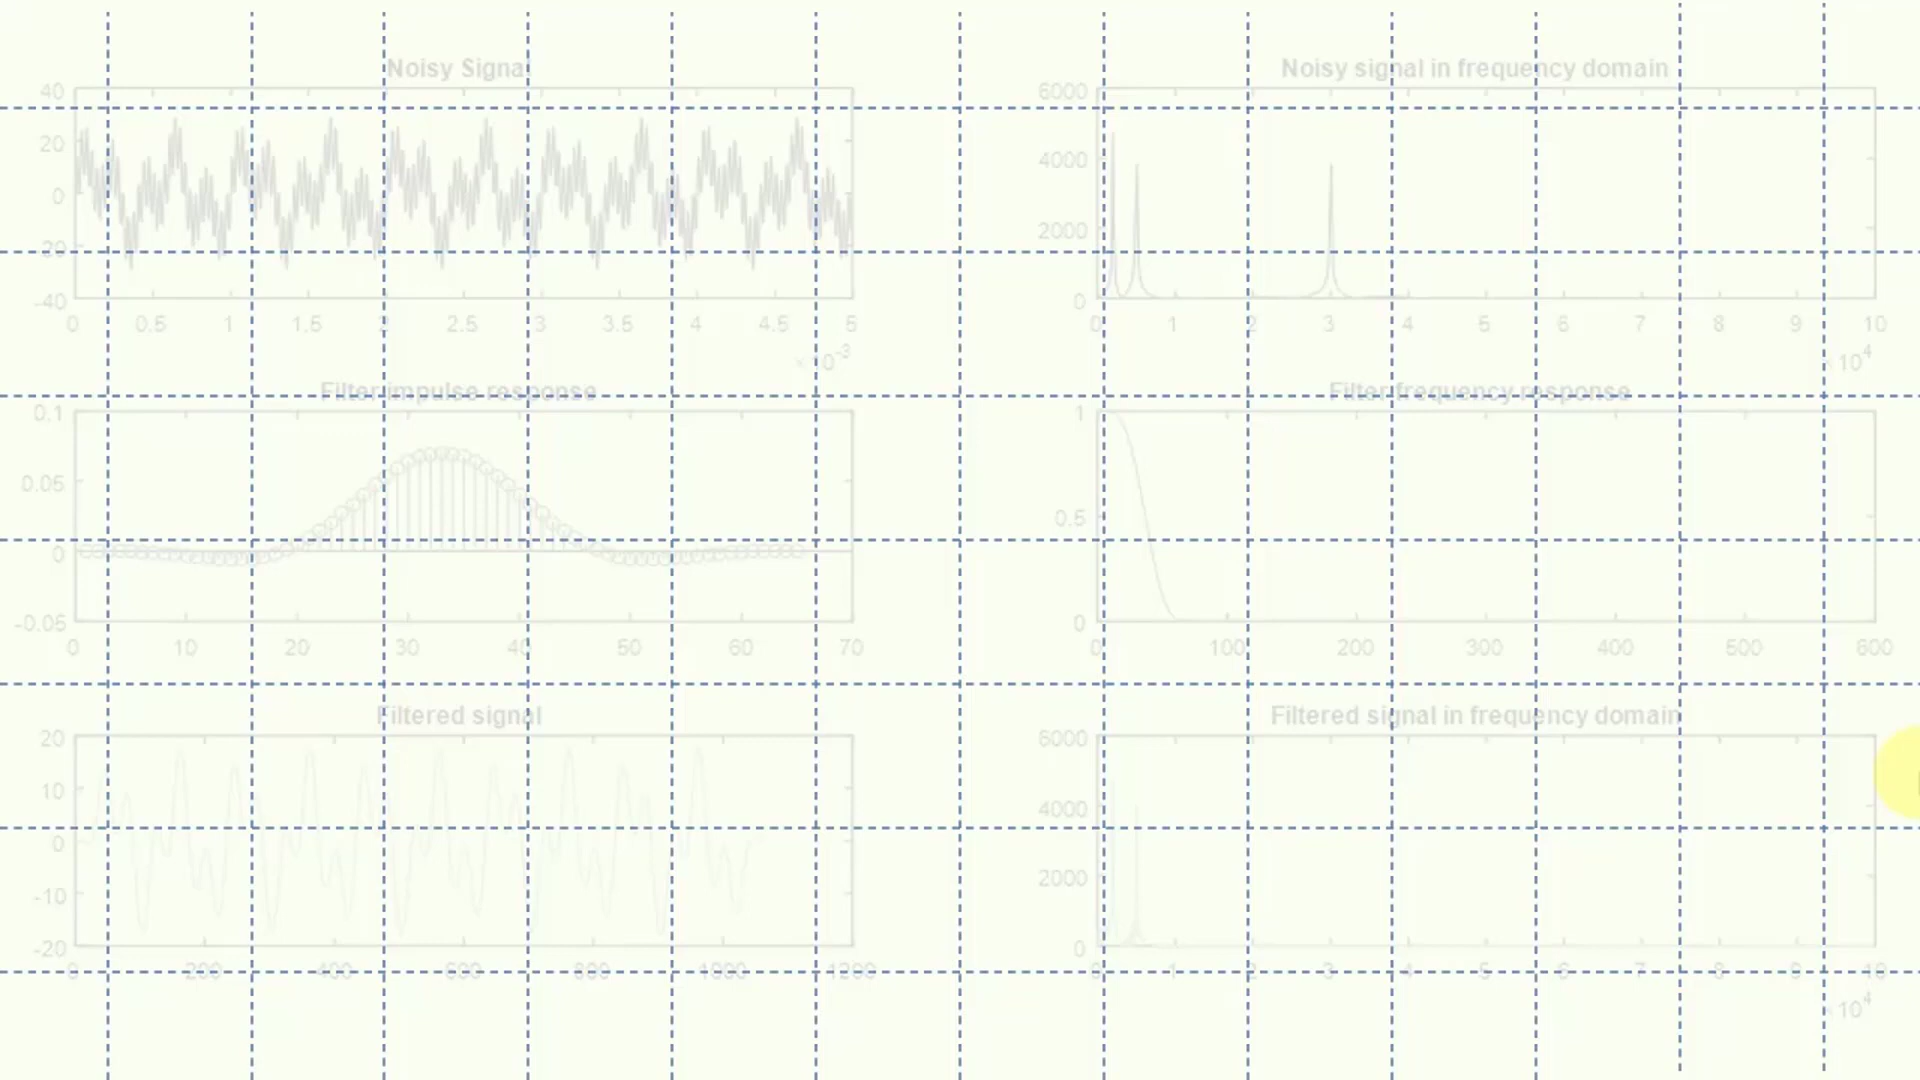 Noisy Signal
40
20
0
-20
-40
0 0.5 1 1.5 2 2.5 3 3.5 4 4.5 5
×10-3
Noisy signal in frequency domain
6000
4000
2000
0
0 1 2 3 4 5 6 7 8 9 10
×104
Filter impulse response
0.1
0.05
0
-0.05
0 10 20 30 40 50 60 70
Filter frequency response
1
0.5
0
0 100 200 300 400 500 600
Filtered signal
20
10
0
-10
-20
0 200 400 600 800 1000 1200
Filtered signal in frequency domain
6000
4000
2000
0
0 1 2 3 4 5 6 7 8 9 10
×104